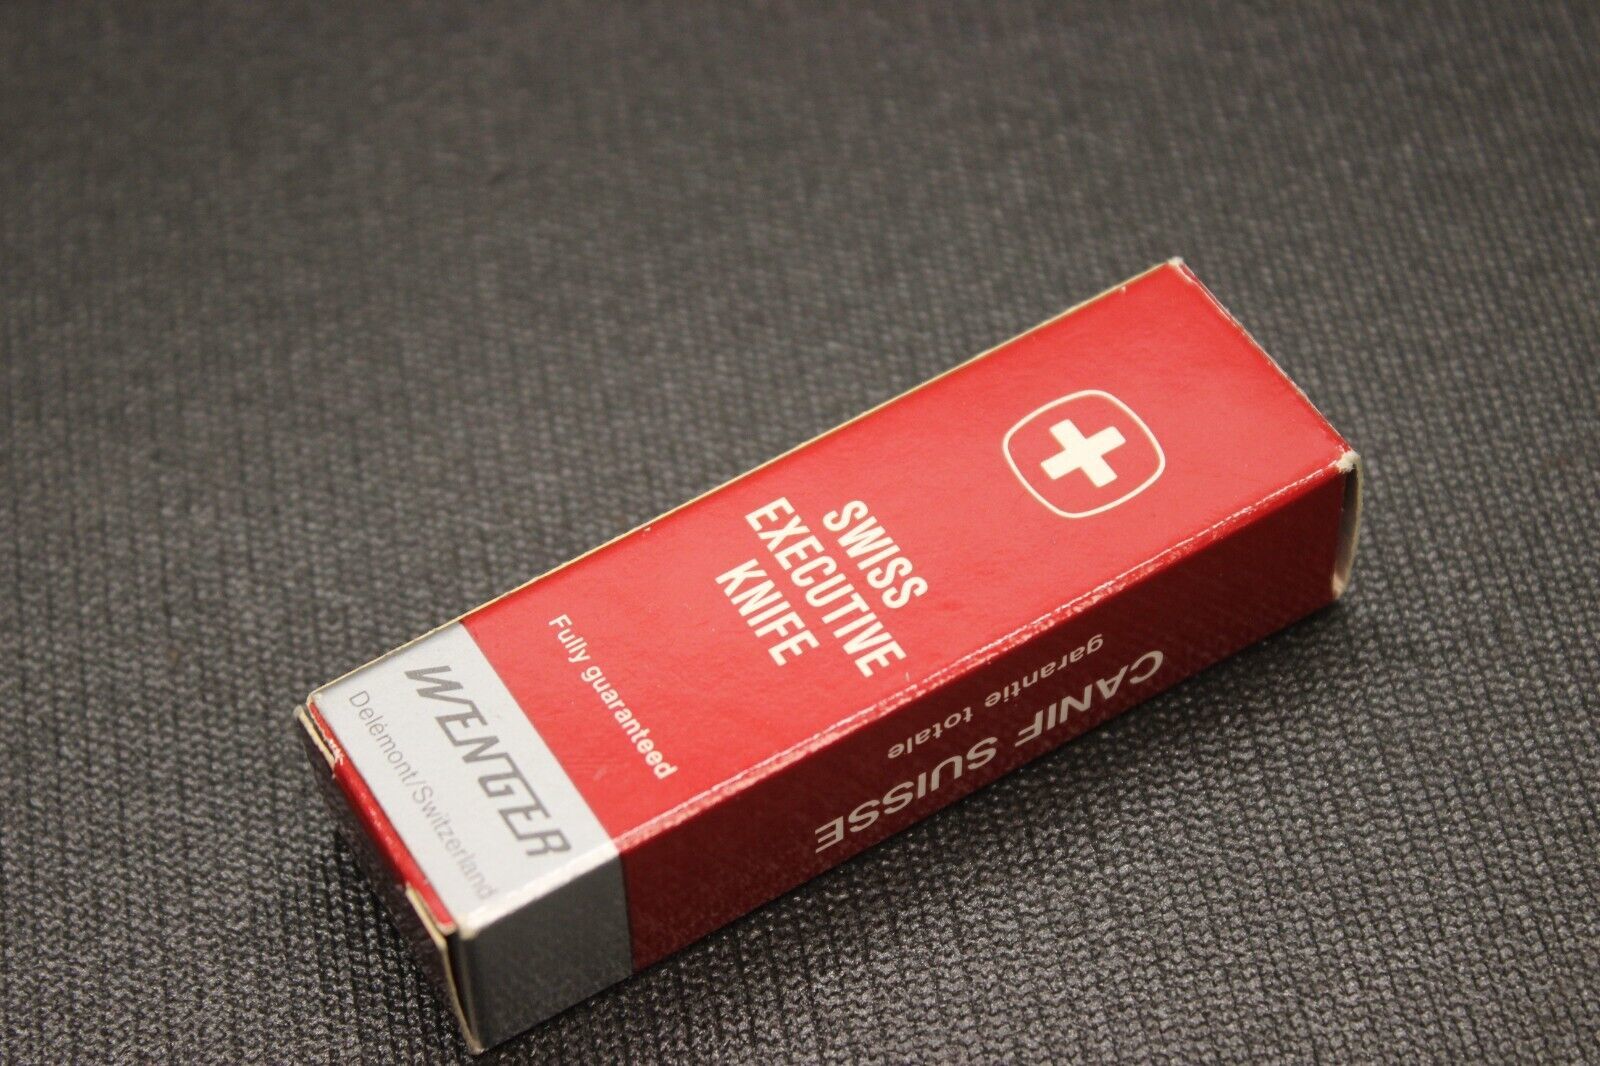 SWISS
EXECUTIVE
KNIFE
Fully guaranteed
WENGER
Delémont/Switzerland
CANIF SUISSE
garantie totale